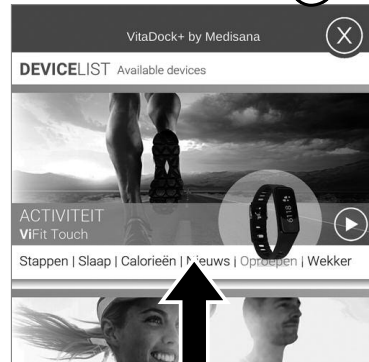 VitaDock+ by Medisana
X
DEVICELIST Available devices
ACTIVITEIT
ViFit Touch
Stappen | Slaap | Calorieën | Nieuws | Oproepen | Wekker